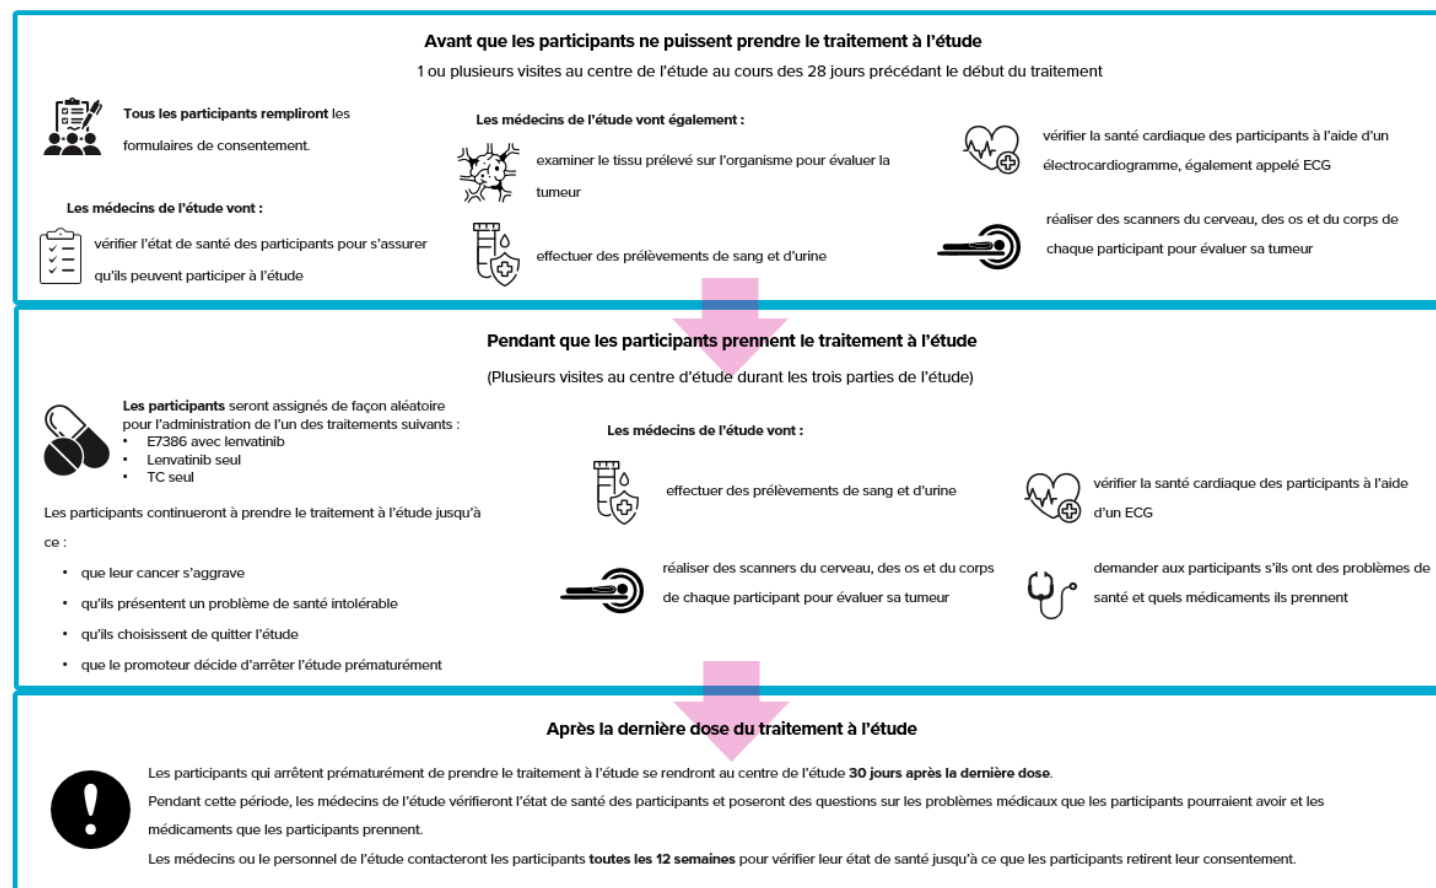 Avant que les participants ne puissent prendre le traitement à l'étude
1 ou plusieurs visites au centre de l'étude au cours des 28 jours précédant le début du traitement
Tous les participants rempliront les
formulaires de consentement.
Les médecins de l'étude vont :
vérifier l'état de santé des participants pour s'assurer
qu'ils peuvent participer à l'étude
Les médecins de l'étude vont également :
examiner le tissu prélevé sur l'organisme pour évaluer la
tumeur
effectuer des prélèvements de sang et d'urine
vérifier la santé cardiaque des participants à l'aide d'un
électrocardiogramme, également appelé ECG
réaliser des scanners du cerveau, des os et du corps de
chaque participant pour évaluer sa tumeur
Pendant que les participants prennent le traitement à l'étude
(Plusieurs visites au centre d'étude durant les trois parties de l'étude)
Les participants seront assignés de façon aléatoire
pour l'administration de l'un des traitements suivants :
• E7386 avec lenvatinib
• Lenvatinib seul
• TC seul
Les participants continueront à prendre le traitement à l'étude jusqu'à
ce :
• que leur cancer s'aggrave
• qu'ils présentent un problème de santé intolérable
• qu'ils choisissent de quitter l'étude
• que le promoteur décide d'arrêter l'étude prématurément
Les médecins de l'étude vont :
effectuer des prélèvements de sang et d'urine
réaliser des scanners du cerveau, des os et du corps
de chaque participant pour évaluer sa tumeur
vérifier la santé cardiaque des participants à l'aide
d'un ECG
demander aux participants s'ils ont des problèmes de
santé et quels médicaments ils prennent
Après la dernière dose du traitement à l'étude
Les participants qui arrêtent prématurément de prendre le traitement à l'étude se rendront au centre de l'étude 30 jours après la dernière dose.
Pendant cette période, les médecins de l'étude vérifieront l'état de santé des participants et poseront des questions sur les problèmes médicaux que les participants pourraient avoir et les
médicaments que les participants prennent.
Les médecins ou le personnel de l'étude contacteront les participants toutes les 12 semaines pour vérifier leur état de santé jusqu'à ce que les participants retirent leur consentement.